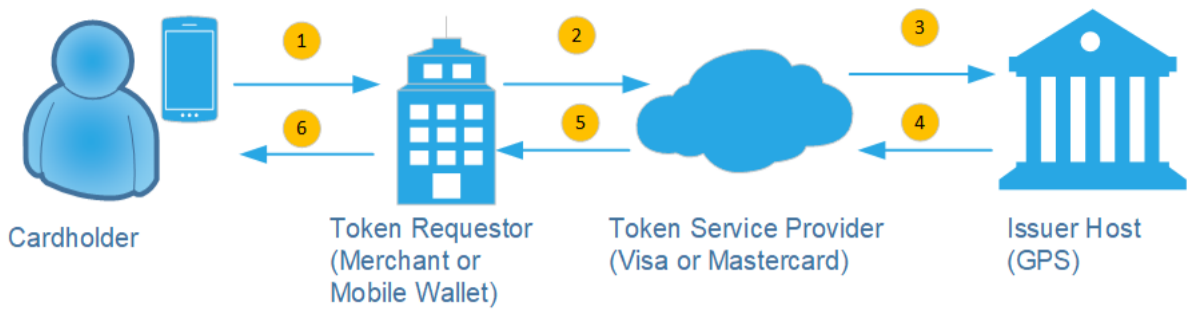 1
2
3
6
5
4
Cardholder
Token Requestor
(Merchant or
Mobile Wallet)
Token Service Provider
(Visa or Mastercard)
Issuer Host
(GPS)